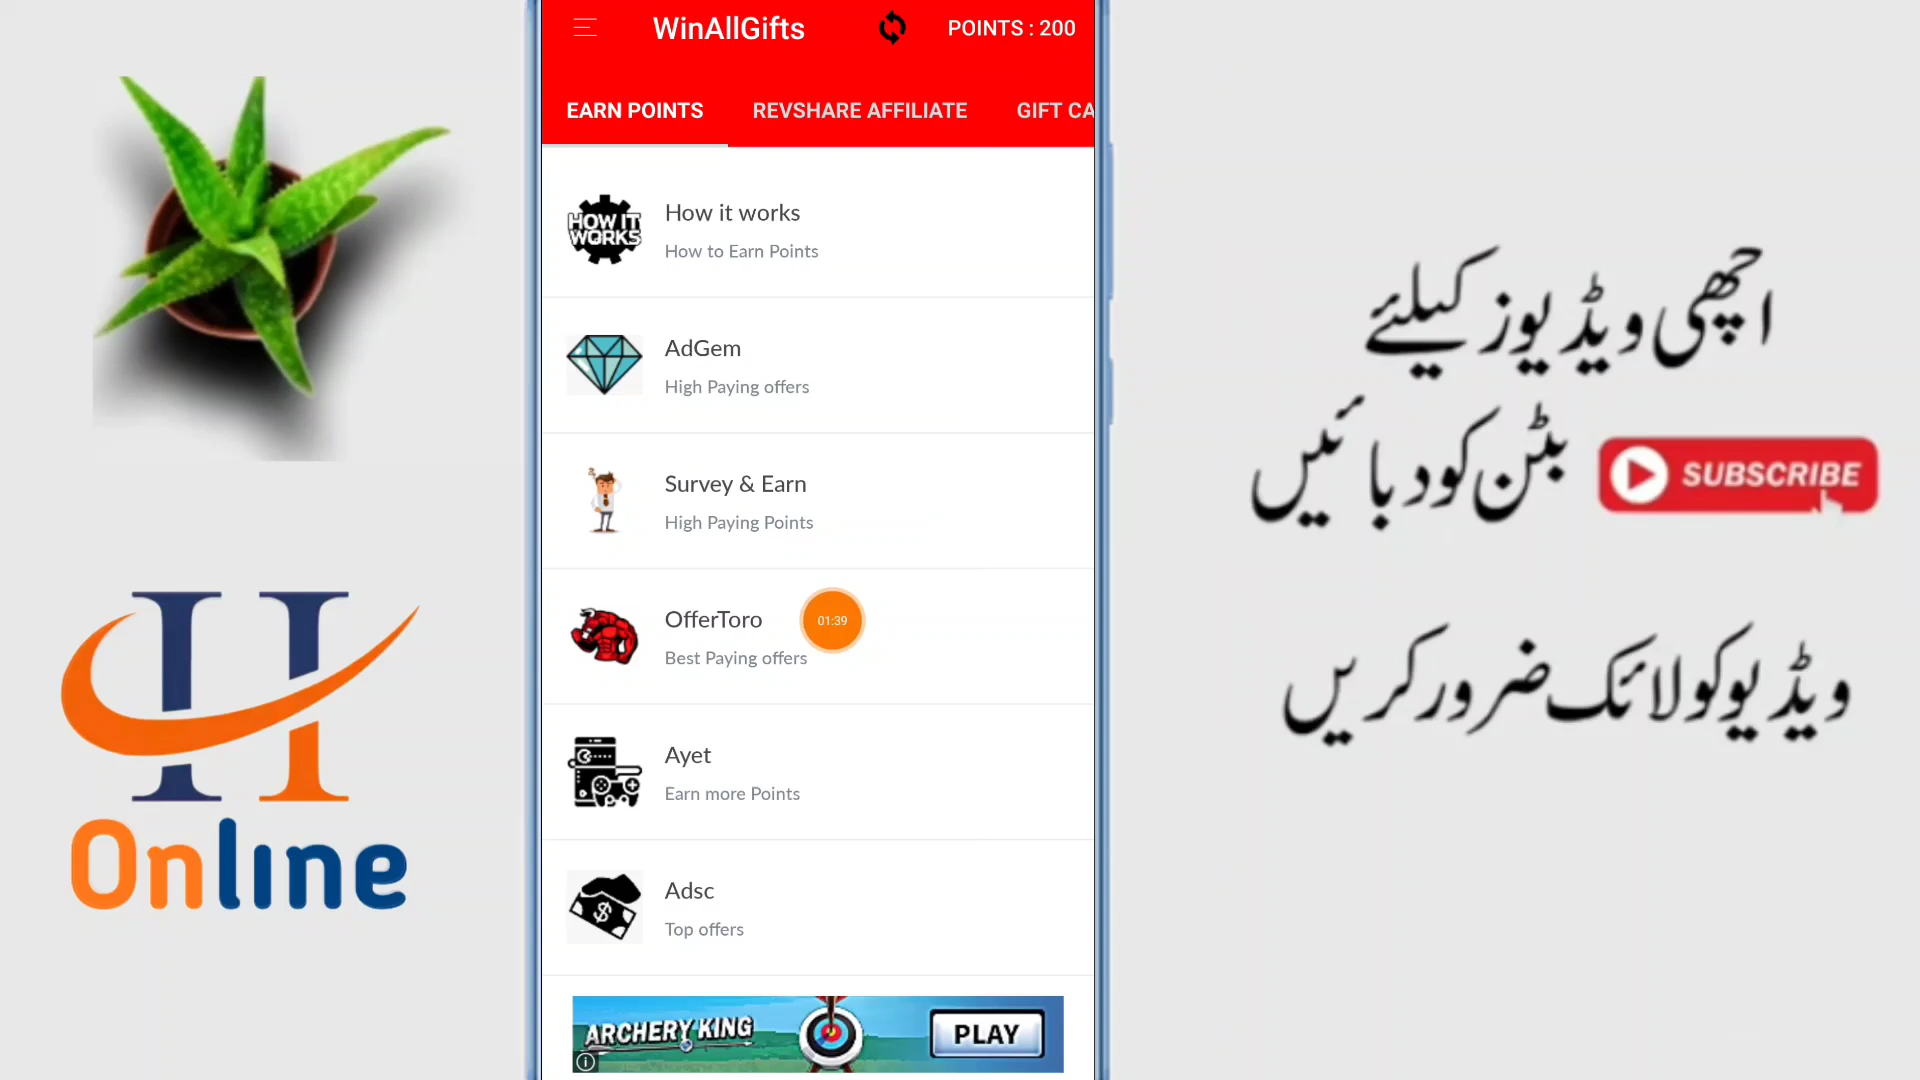 WinAllGifts
POINTS : 200
EARN POINTS
REVSHARE AFFILIATE
GIFT CA
HOW IT
WORKS
How it works
How to Earn Points
AdGem
High Paying offers
Survey & Earn
High Paying Points
OfferToro
01:39
Best Paying offers
Ayet
Earn more Points
Adsc
Top offers
ARCHERY KING
PLAY
H
Online
اچھی ویڈیوز کیلئے
بٹن کو دبائیں
SUBSCRIBE
ویڈیو کو لائک ضرور کریں